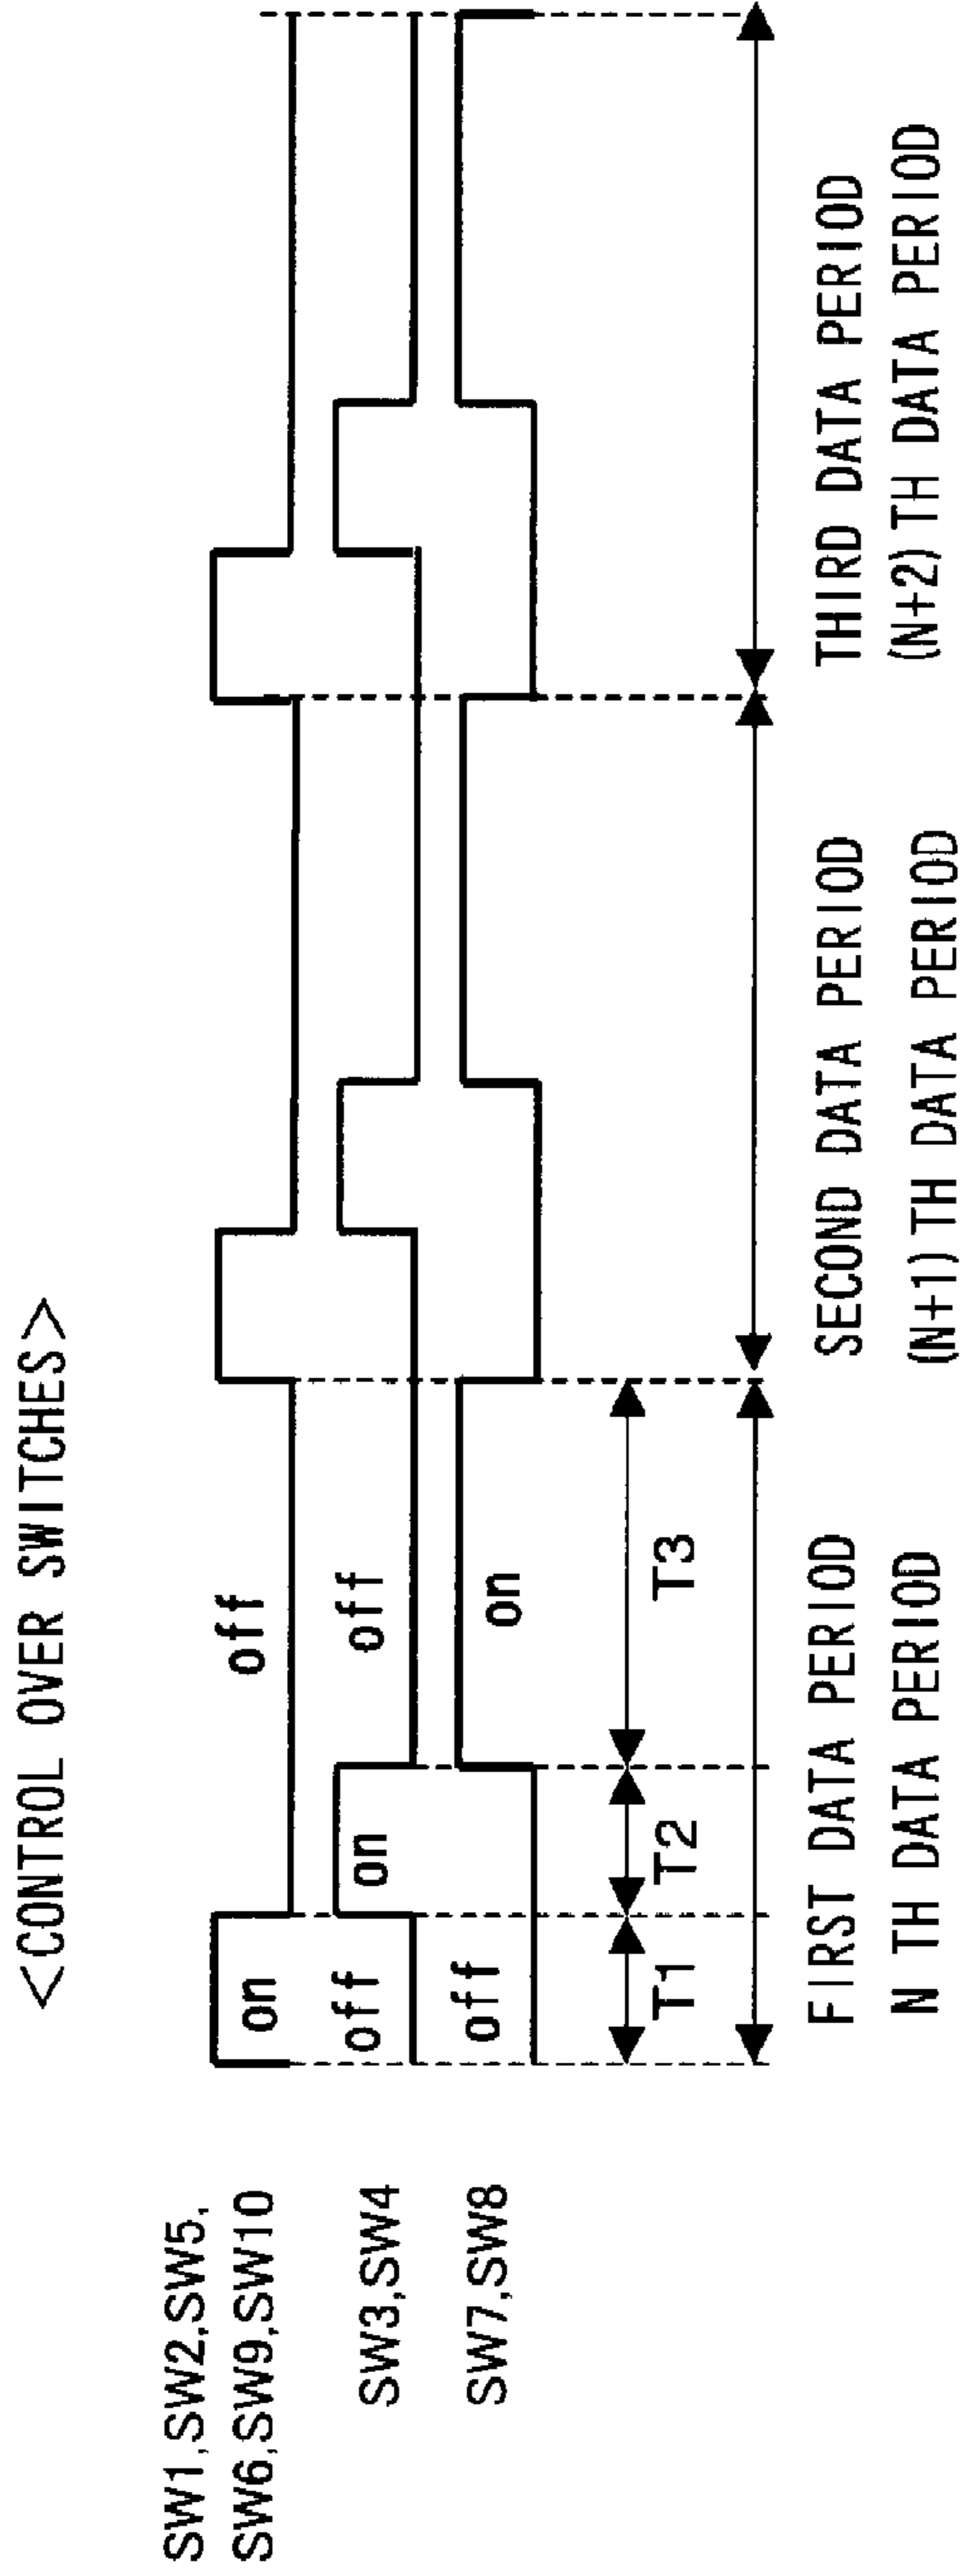 <CONTROL OVER SWITCHES>
SW1,SW2,SW5,
SW6,SW9,SW10
on
off
SW3,SW4
off
on
off
SW7,SW8
off
on
T1
T2
T3
FIRST DATA PERIOD
N TH DATA PERIOD
SECOND DATA PERIOD
(N+1) TH DATA PERIOD
THIRD DATA PERIOD
(N+2) TH DATA PERIOD